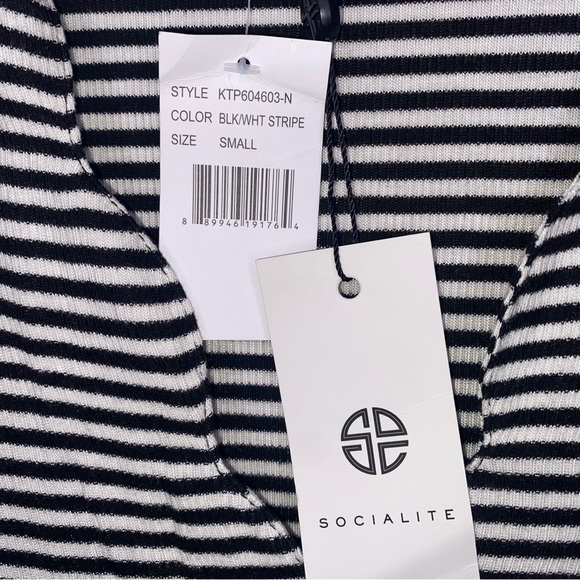 STYLE KTP604603-N
COLOR BLK/WHT STRIPE
SIZE SMALL
8 89946 19176 4
SOCIALITE